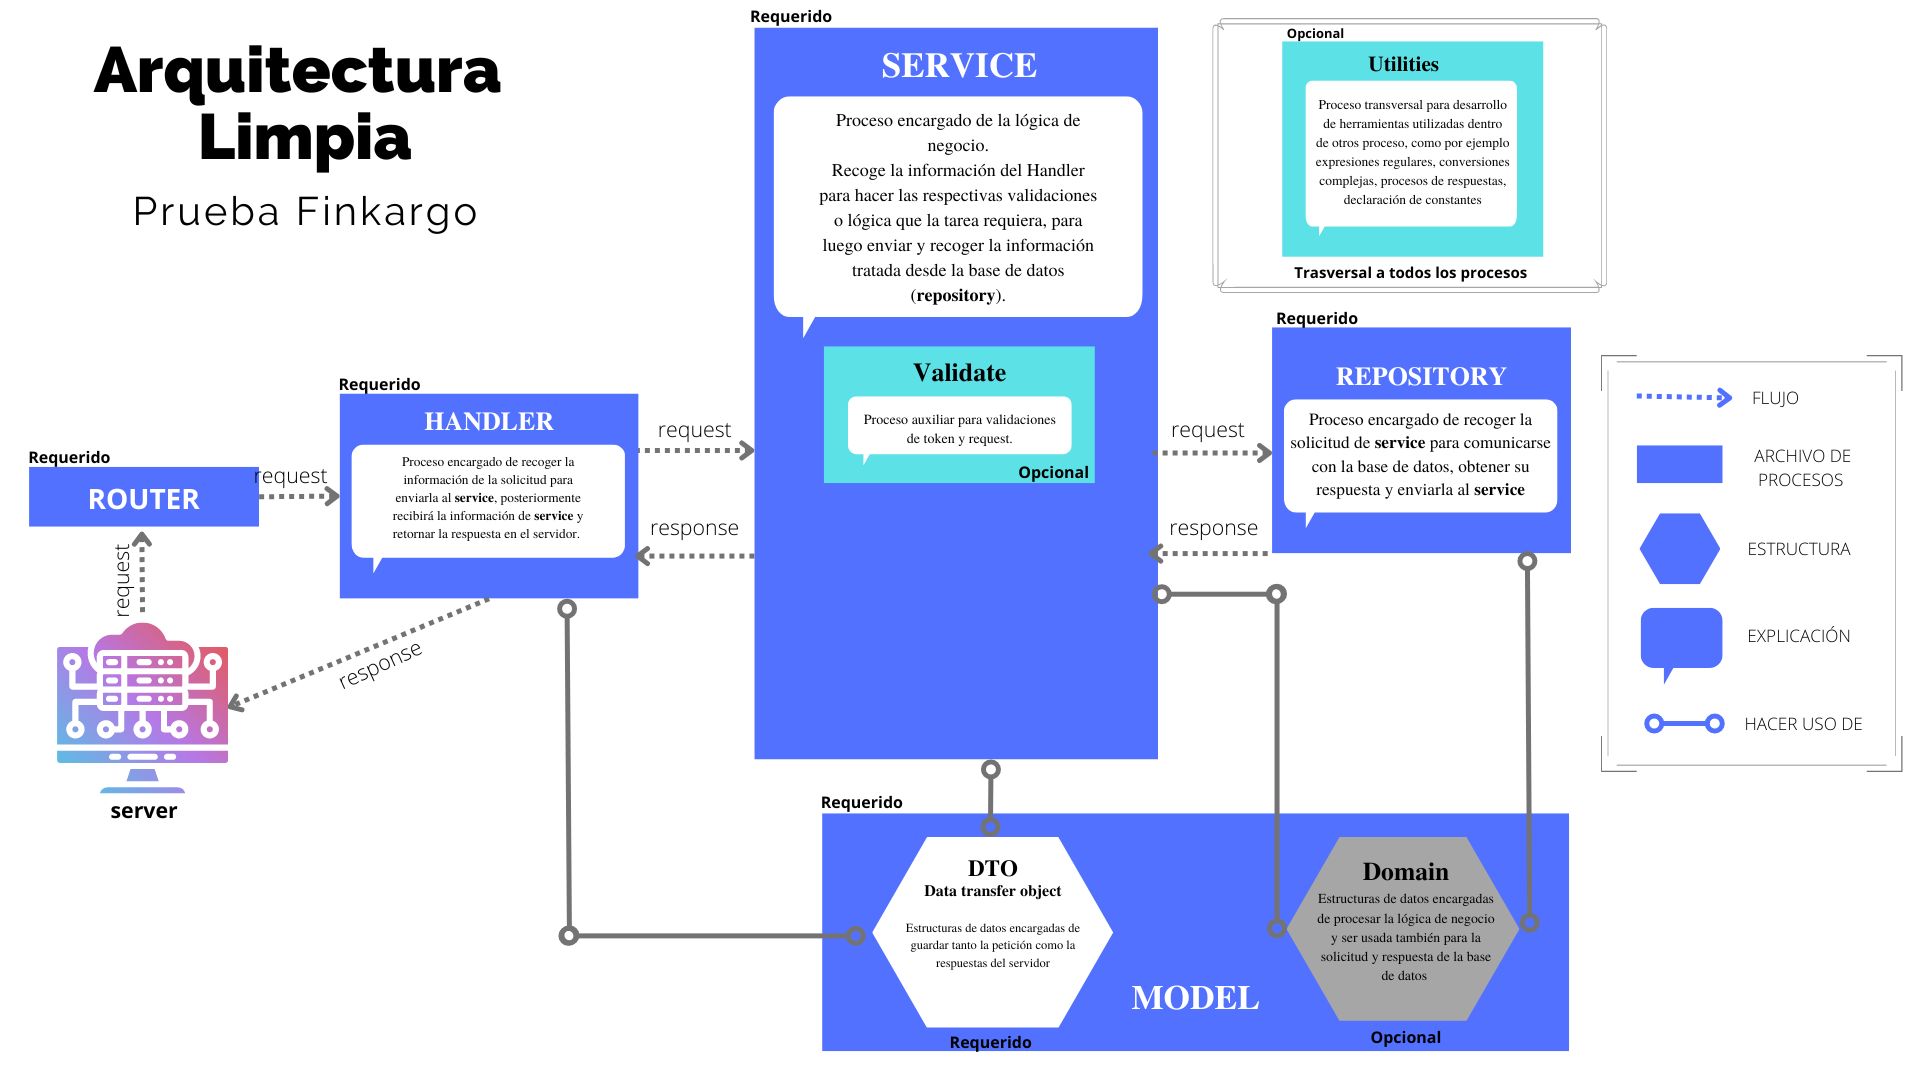 Arquitectura
Limpia
Prueba Finkargo
Requerido
SERVICE
Proceso encargado de la lógica de
negocio.
Recoge la información del Handler
para hacer las respectivas validaciones
o lógica que la tarea requiera, para
luego enviar y recoger la información
tratada desde la base de datos
(repository).
Validate
Proceso auxiliar para validaciones
de token y request.
Opcional
Opcional
Utilities
Proceso transversal para desarrollo
de herramientas utilizadas dentro
de otros proceso, como por ejemplo
expresiones regulares, conversiones
complejas, procesos de respuestas,
declaración de constantes
Trasversal a todos los procesos
Requerido
ROUTER
request
request
server
Requerido
HANDLER
Proceso encargado de recoger la
información de la solicitud para
enviarla al service, posteriormente
recibirá la información de service y
retornar la respuesta en el servidor.
response
request
response
request
response
Requerido
REPOSITORY
Proceso encargado de recoger la
solicitud de service para comunicarse
con la base de datos, obtener su
respuesta y enviarla al service
FLUJO
ARCHIVO DE
PROCESOS
ESTRUCTURA
EXPLICACIÓN
HACER USO DE
Requerido
DTO
Data transfer object
Estructuras de datos encargadas de
guardar tanto la petición como la
respuestas del servidor
Requerido
MODEL
Domain
Estructuras de datos encargadas
de procesar la lógica de negocio
y ser usada también para la
solicitud y respuesta de la base
de datos
Opcional